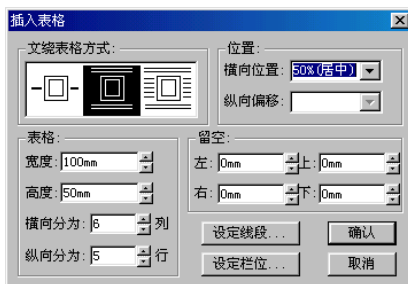 插入表格
文绕表格方式:
位置:
横向位置: 50%(居中)
纵向偏移:
表格:
宽度: 100mm
高度: 50mm
横向分为: 6 列
纵向分为: 5 行
留空:
左: 0mm 上: 0mm
右: 0mm 下: 0mm
设定线段... 确认
设定栏位... 取消